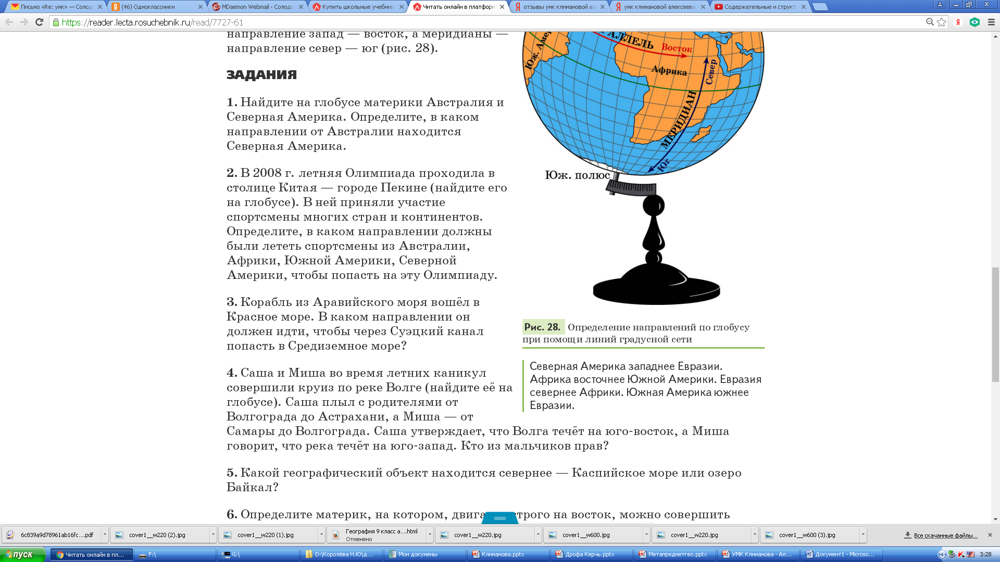 Письмо «Re: умк» — Солод
(46) Одноклассники
MDaemon Webmail - Солодо
Купить школьные учебник
Читать онлайн в платформ
отзывы умк климановой ал
умк климановой алексеева
Содержательные и структ
https://reader.lecta.rosuchebnik.ru/read/7727-61
направление запад — восток, а меридианы —
направление север — юг (рис. 28).
ЗАДАНИЯ
1. Найдите на глобусе материки Австралия и
Северная Америка. Определите, в каком
направлении от Австралии находится
Северная Америка.
2. В 2008 г. летняя Олимпиада проходила в
столице Китая — городе Пекине (найдите его
на глобусе). В ней приняли участие
спортсмены многих стран и континентов.
Определите, в каком направлении должны
были лететь спортсмены из Австралии,
Африки, Южной Америки, Северной
Америки, чтобы попасть на эту Олимпиаду.
3. Корабль из Аравийского моря вошёл в
Красное море. В каком направлении он
должен идти, чтобы через Суэцкий канал
попасть в Средиземное море?
4. Саша и Миша во время летних каникул
совершили круиз по реке Волге (найдите её на
глобусе). Саша плыл с родителями от
Волгограда до Астрахани, а Миша — от
Самары до Волгограда. Саша утверждает, что Волга течёт на юго-восток, а Миша
говорит, что река течёт на юго-запад. Кто из мальчиков прав?
5. Какой географический объект находится севернее — Каспийское море или озеро
Байкал?
6. Определите материк, на котором, двига строго на восток, можно совершить
Юж. Амер
АЛЛЕЛЬ
Восток
Африка
Север
МЕРИДИАН
Юг
Юж. полюс
Рис. 28. Определение направлений по глобусу
при помощи линий градусной сети
Северная Америка западнее Евразии.
Африка восточнее Южной Америки. Евразия
севернее Африки. Южная Америка южнее
Евразии.
6c839a9d78961ab16fc....pdf
cover1__w220 (2).jpg
cover1__w220 (1).jpg
География 9 класс а....html
Отменено
cover1__w220.jpg
cover1__w600.jpg
cover1__w220.jpg
cover1__w600 (3).jpg
Все скачанные файлы...
пуск
Читать онлайн в пл...
F:\
G:\
D:\Королёва Н.Ю\д...
Мои документы
Климанова.pptx
Дрофа Керчь.pptx
Метапредметгео.pptx
УМК Климанова - Ал...
Документ1 - Microso...
3:28